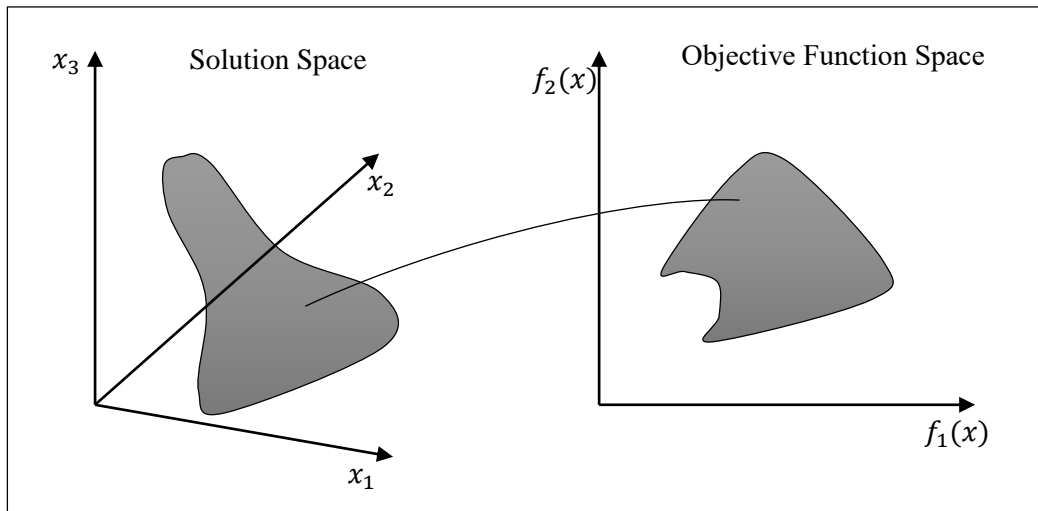 Solution Space
Objective Function Space
x₃
f₂(x)
x₂
x₁
f₁(x)